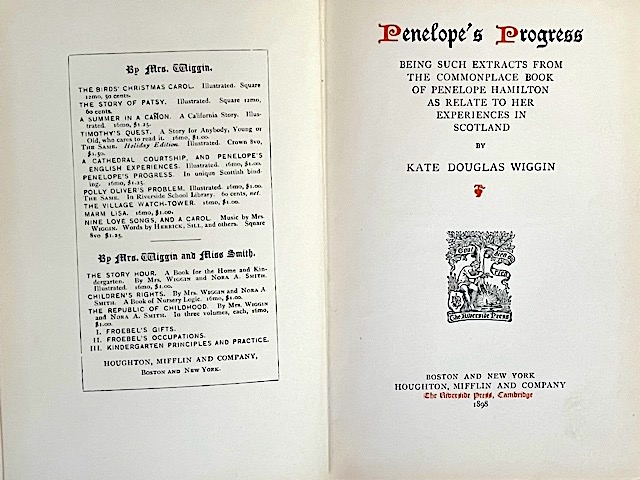 By Mrs. Wiggin.
THE BIRDS' CHRISTMAS CAROL. Illustrated. Square
12mo, 50 cents.
THE STORY OF PATSY. Illustrated. Square 12mo,
60 cents.
A SUMMER IN A CAÑON. A California Story. Illus-
trated. 16mo, $1.25.
TIMOTHY'S QUEST. A Story for Anybody, Young or
Old, who cares to read it. 16mo, $1.00.
THE SAME. Holiday Edition. Illustrated. Crown 8vo,
$1.50.
A CATHEDRAL COURTSHIP, AND PENELOPE'S
ENGLISH EXPERIENCES. Illustrated. 16mo, $1.00.
PENELOPE'S PROGRESS. In unique Scottish bind-
ing. 16mo, $1.25.
POLLY OLIVER'S PROBLEM. Illustrated. 16mo, $1.00.
THE SAME. In Riverside School Library. 60 cents, net.
THE VILLAGE WATCH-TOWER. 16mo, $1.00.
MARM LISA. 16mo, $1.00.
NINE LOVE SONGS, AND A CAROL. Music by Mrs.
WIGGIN. Words by HERRICK, SILL, and others. Square
8vo $1.25.
By Mrs. Wiggin and Miss Smith.
THE STORY HOUR. A Book for the Home and Kin-
dergarten. By MRS. WIGGIN and NORA A. SMITH.
Illustrated. 16mo, $1.00.
CHILDREN'S RIGHTS. By MRS. WIGGIN and NORA A
SMITH. A Book of Nursery Logic. 16mo, $1.00.
THE REPUBLIC OF CHILDHOOD. By MRS. WIGGIN
and NORA A. SMITH. In three volumes, each, 16mo,
$1.00.
I. FROEBEL'S GIFTS.
II. FROEBEL'S OCCUPATIONS.
III. KINDERGARTEN PRINCIPLES AND PRACTICE.
HOUGHTON, MIFFLIN AND COMPANY,
BOSTON AND NEW YORK.
Penelope's Progress
BEING SUCH EXTRACTS FROM
THE COMMONPLACE BOOK
OF PENELOPE HAMILTON
AS RELATE TO HER
EXPERIENCES IN
SCOTLAND
BY
KATE DOUGLAS WIGGIN
The Riverside Press
BOSTON AND NEW YORK
HOUGHTON, MIFFLIN AND COMPANY
The Riverside Press, Cambridge
1898